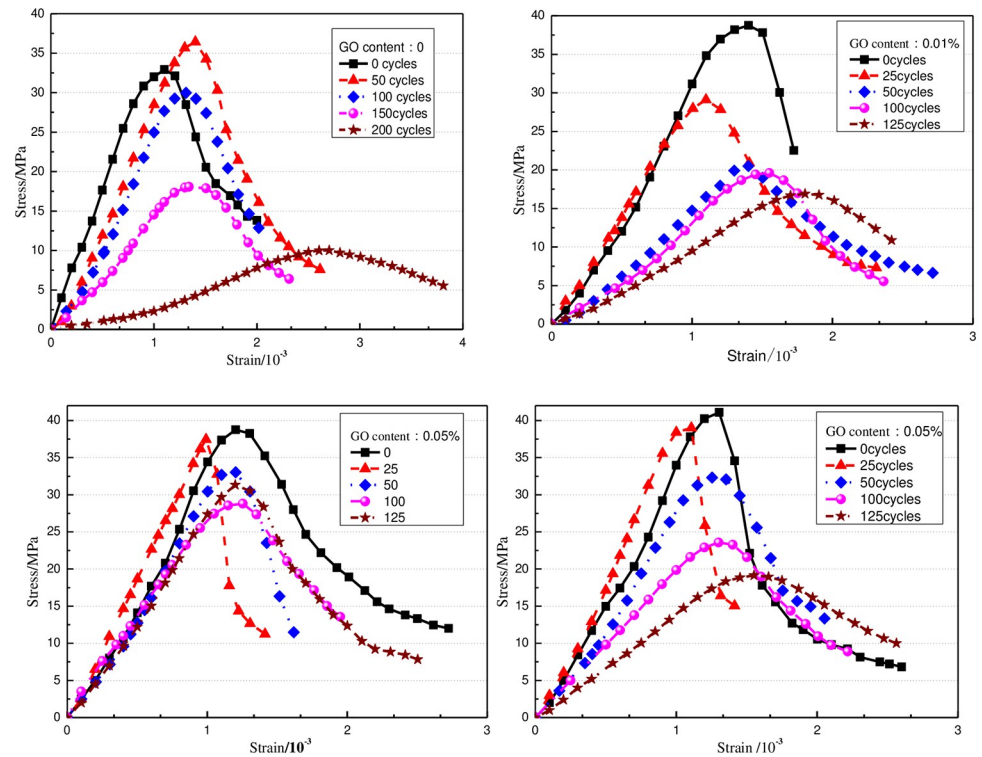 40
35
30
25
20
15
10
5
0
Stress/MPa
0 1 2 3 4
Strain/10⁻³
GO content：0
0 cycles
50 cycles
100 cycles
150cycles
200 cycles
40
35
30
25
20
15
10
5
0
Stress/MPa
0 1 2 3
Strain/10⁻³
GO content：0.01%
0cycles
25cycles
50cycles
100cycles
125cycles
40
35
30
25
20
15
10
5
0
Stress/MPa
0 1 2 3
Strain/10⁻³
GO content：0.05%
0
25
50
100
125
40
35
30
25
20
15
10
5
0
Stress/MPa
0 1 2 3
Strain /10⁻³
GO content：0.05%
0cycles
25cycles
50cycles
100cycles
125cycles